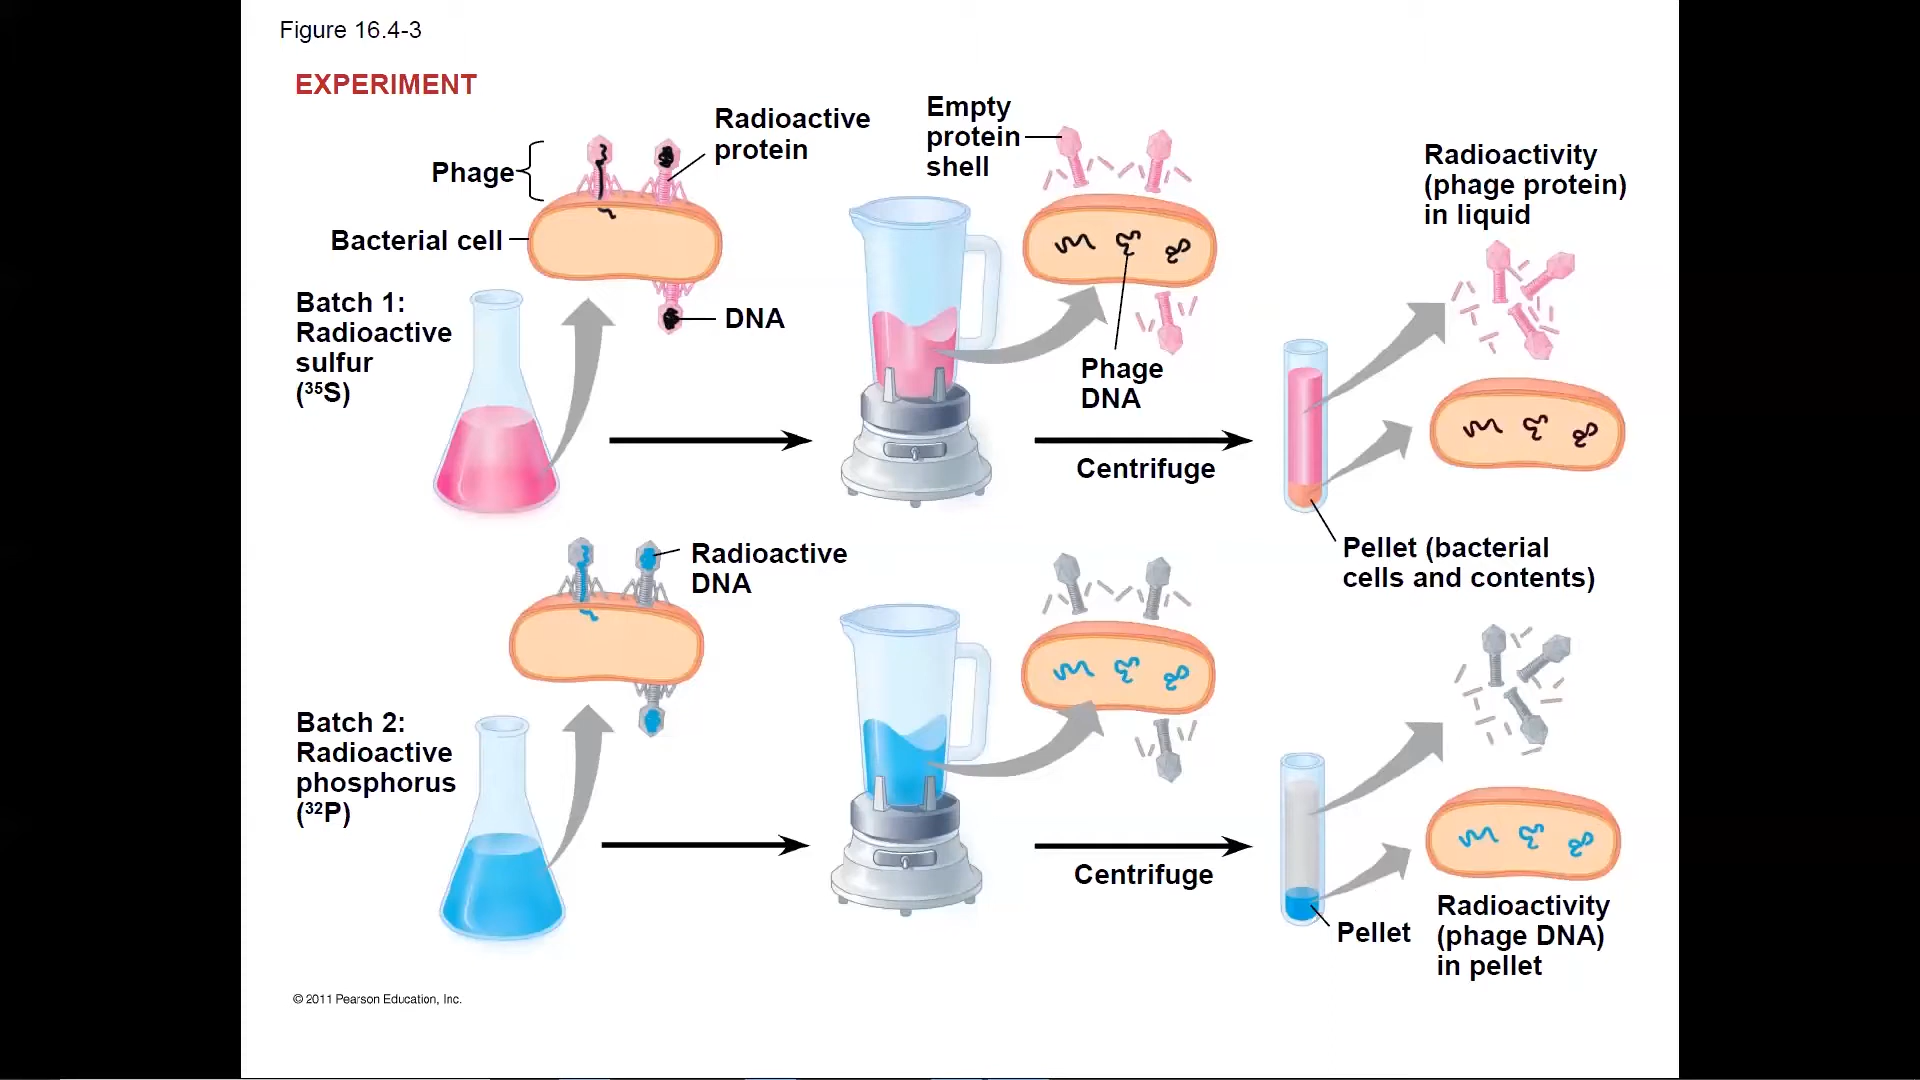 Figure 16.4-3
EXPERIMENT
Phage
Radioactive
protein
Bacterial cell
DNA
Batch 1:
Radioactive
sulfur
(³⁵S)
Empty
protein
shell
Phage
DNA
Centrifuge
Radioactivity
(phage protein)
in liquid
Pellet (bacterial
cells and contents)
Radioactive
DNA
Batch 2:
Radioactive
phosphorus
(³²P)
Centrifuge
Pellet
Radioactivity
(phage DNA)
in pellet
© 2011 Pearson Education, Inc.